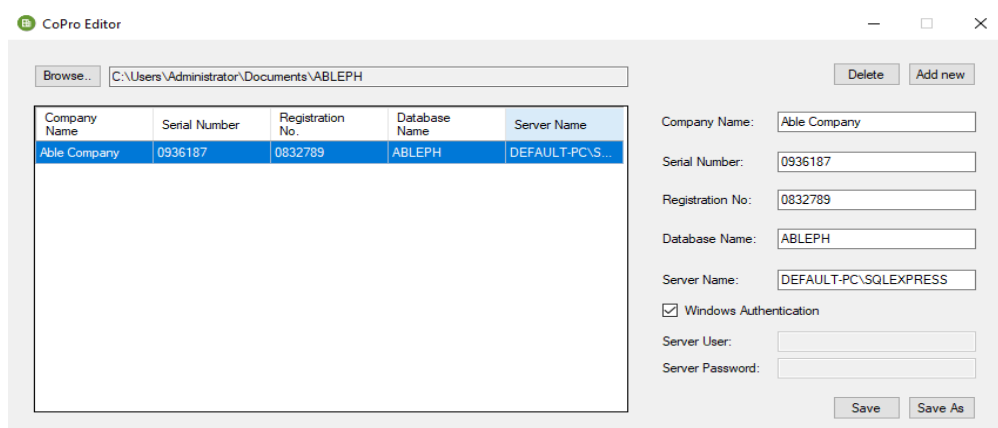 CoPro Editor
Browse.. C:\Users\Administrator\Documents\ABLEPH Delete Add new
Company Name Serial Number Registration No. Database Name Server Name
Able Company 0936187 0832789 ABLEPH DEFAULT-PC\S...
Company Name: Able Company
Serial Number: 0936187
Registration No: 0832789
Database Name: ABLEPH
Server Name: DEFAULT-PC\SQLEXPRESS
Windows Authentication
Server User:
Server Password:
Save Save As